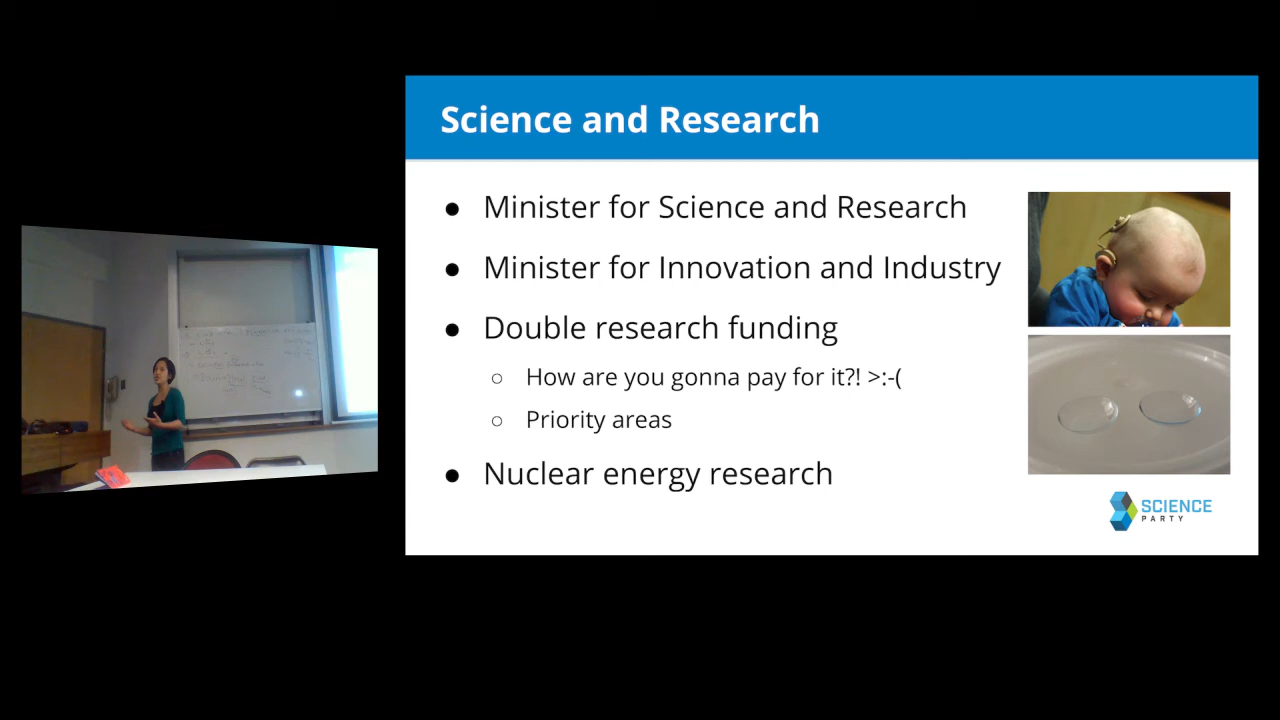 Science and Research
● Minister for Science and Research
● Minister for Innovation and Industry
● Double research funding
○ How are you gonna pay for it?! >:-(
○ Priority areas
● Nuclear energy research
SCIENCE
PARTY